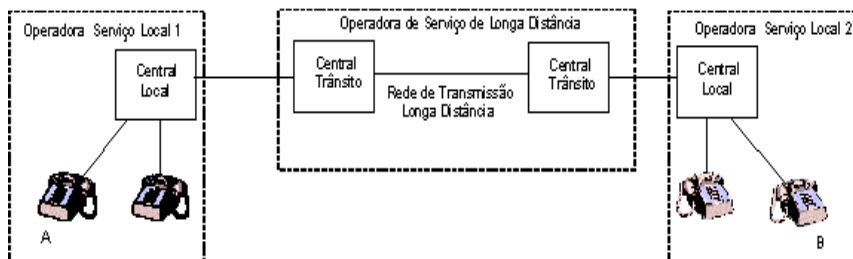 Operadora Serviço Local 1
Central
Local
A
Operadora de Serviço de Longa Distância
Central
Trânsito
Rede de Transmissão
Longa Distância
Central
Trânsito
Operadora Serviço Local 2
Central
Local
B